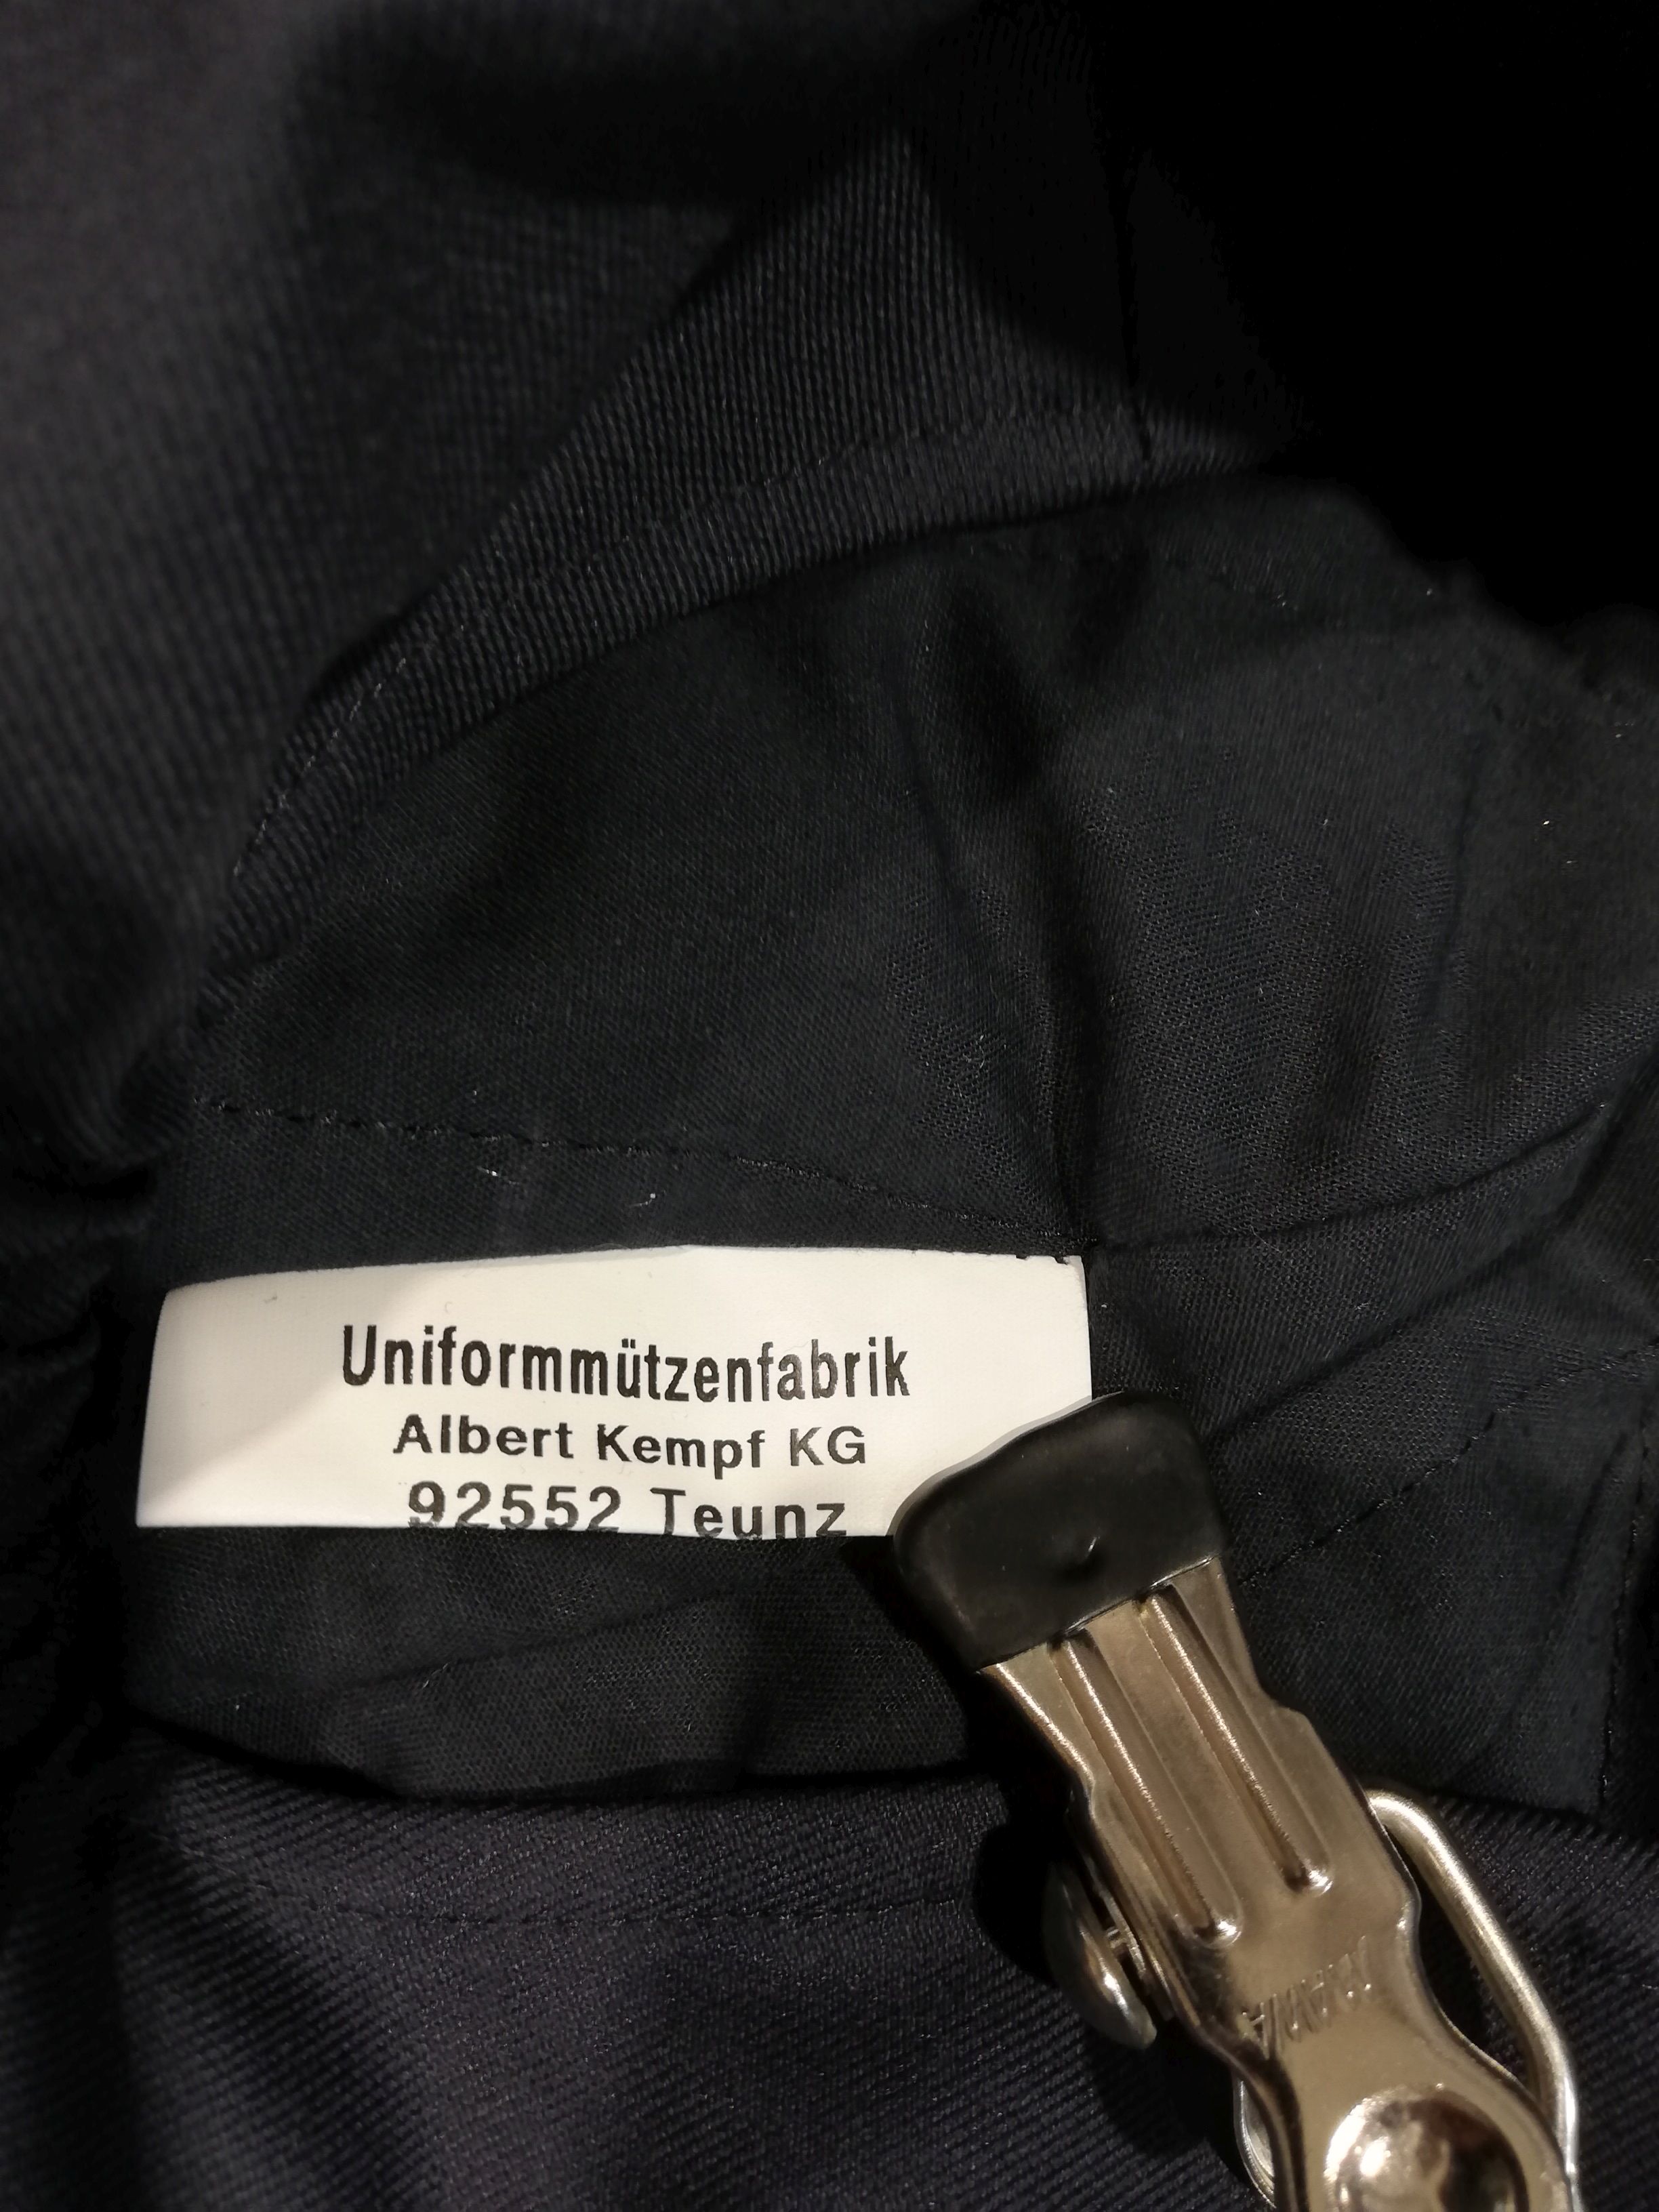 Uniformmützenfabrik
Albert Kempf KG
92552 Teunz